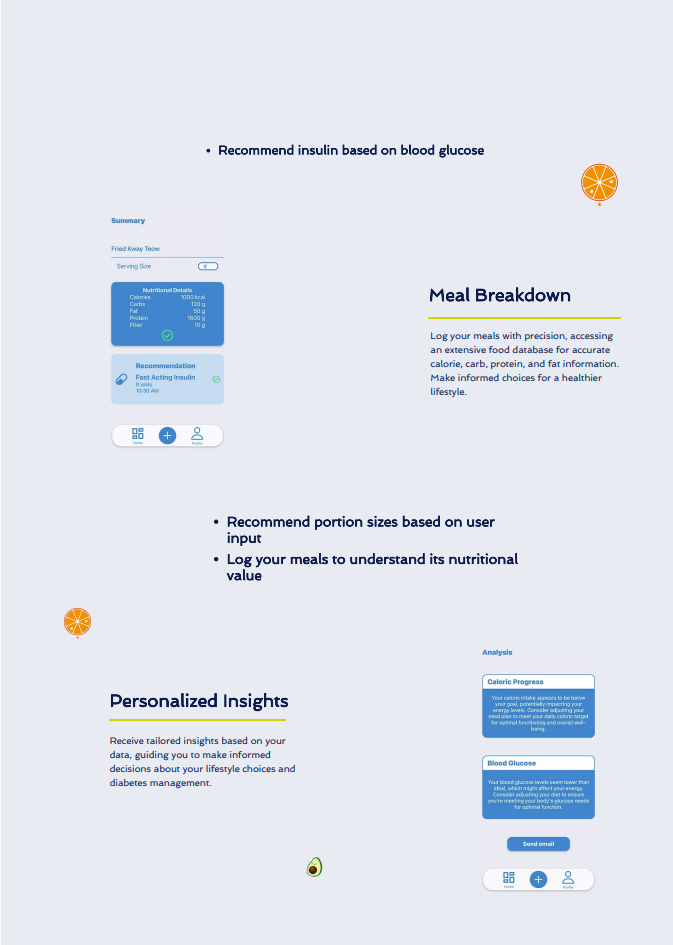 • Recommend insulin based on blood glucose
Summary
Fried Kway Teow
Serving Size
Nutritional Details
Calories 1000 kcal
Carbs 120 g
Fat 50 g
Protein 1600 g
Fiber 10 g
Recommendation
Fast Acting Insulin
8 units
10:30 AM
Home Profile
Meal Breakdown
Log your meals with precision, accessing
an extensive food database for accurate
calorie, carb, protein, and fat information.
Make informed choices for a healthier
lifestyle.
• Recommend portion sizes based on user
input
• Log your meals to understand its nutritional
value
Personalized Insights
Receive tailored insights based on your
data, guiding you to make informed
decisions about your lifestyle choices and
diabetes management.
Analysis
Caloric Progress
Your caloric intake appears to be below
your goal, potentially impacting your
energy levels. Consider adjusting your
meal plan to meet your daily caloric target
for optimal functioning and overall well-
being.
Blood Glucose
Your blood glucose levels seem lower than
ideal, which might affect your energy.
Consider adjusting your diet to ensure
you're meeting your body's glucose needs
for optimal function.
Send email
Home Profile